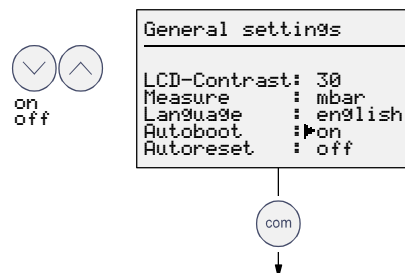 General settings
LCD-Contrast: 30
Measure : mbar
Language : english
Autoboot : on
Autoreset : off
on
off
com